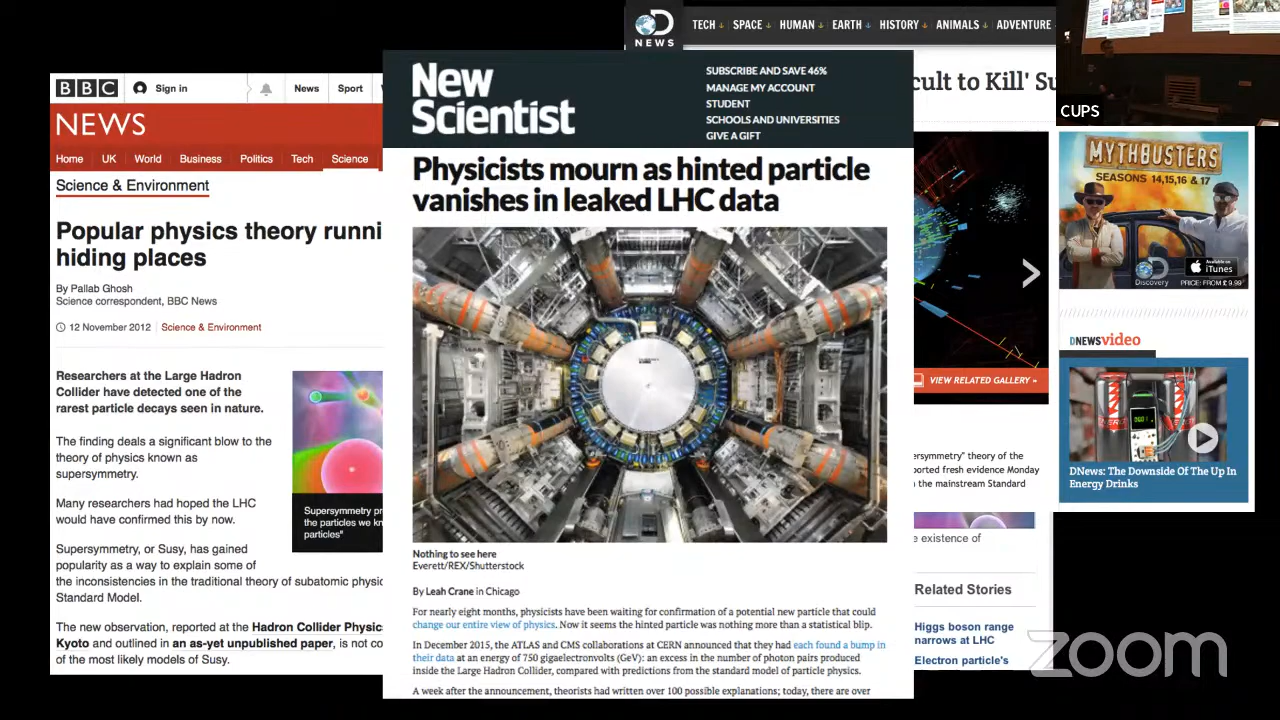 BBC
Sign in
News
Sport
NEWS
Home
UK
World
Business
Politics
Tech
Science
Science & Environment
Popular physics theory runni
hiding places
By Pallab Ghosh
Science correspondent, BBC News
12 November 2012
Science & Environment
Researchers at the Large Hadron
Collider have detected one of the
rarest particle decays seen in nature.
The finding deals a significant blow to the
theory of physics known as
supersymmetry.
Many researchers had hoped the LHC
would have confirmed this by now.
Supersymmetry, or Susy, has gained
popularity as a way to explain some of
the inconsistencies in the traditional theory of subatomic physic
Standard Model.
The new observation, reported at the Hadron Collider Physic
Kyoto and outlined in an as-yet unpublished paper, is not co
of the most likely models of Susy.
Supersymmetry pr
the particles we kn
particles"
New
Scientist
SUBSCRIBE AND SAVE 46%
MANAGE MY ACCOUNT
STUDENT
SCHOOLS AND UNIVERSITIES
GIVE A GIFT
Physicists mourn as hinted particle
vanishes in leaked LHC data
Nothing to see here
Everett/REX/Shutterstock
By Leah Crane in Chicago
For nearly eight months, physicists have been waiting for confirmation of a potential new particle that could
change our entire view of physics. Now it seems the hinted particle was nothing more than a statistical blip.
In December 2015, the ATLAS and CMS collaborations at CERN announced that they had each found a bump in
their data at an energy of 750 gigaelectronvolts (GeV): an excess in the number of photon pairs produced
inside the Large Hadron Collider, compared with predictions from the standard model of particle physics.
A week after the announcement, theorists had written over 100 possible explanations; today, there are over
D
NEWS
TECH
SPACE
HUMAN
EARTH
HISTORY
ANIMALS
ADVENTURE
cult to Kill' Su
VIEW RELATED GALLERY »
ersymmetry" theory of the
ported fresh evidence Monday
the mainstream Standard
e existence of
Related Stories
Higgs boson range
narrows at LHC
Electron particle's
CUPS
MYTHBUSTERS
SEASONS 14,15,16 & 17
Discovery
Available on
iTunes
PRICE: FROM £9.99
DNEWSvideo
DNews: The Downside Of The Up In
Energy Drinks
zoom